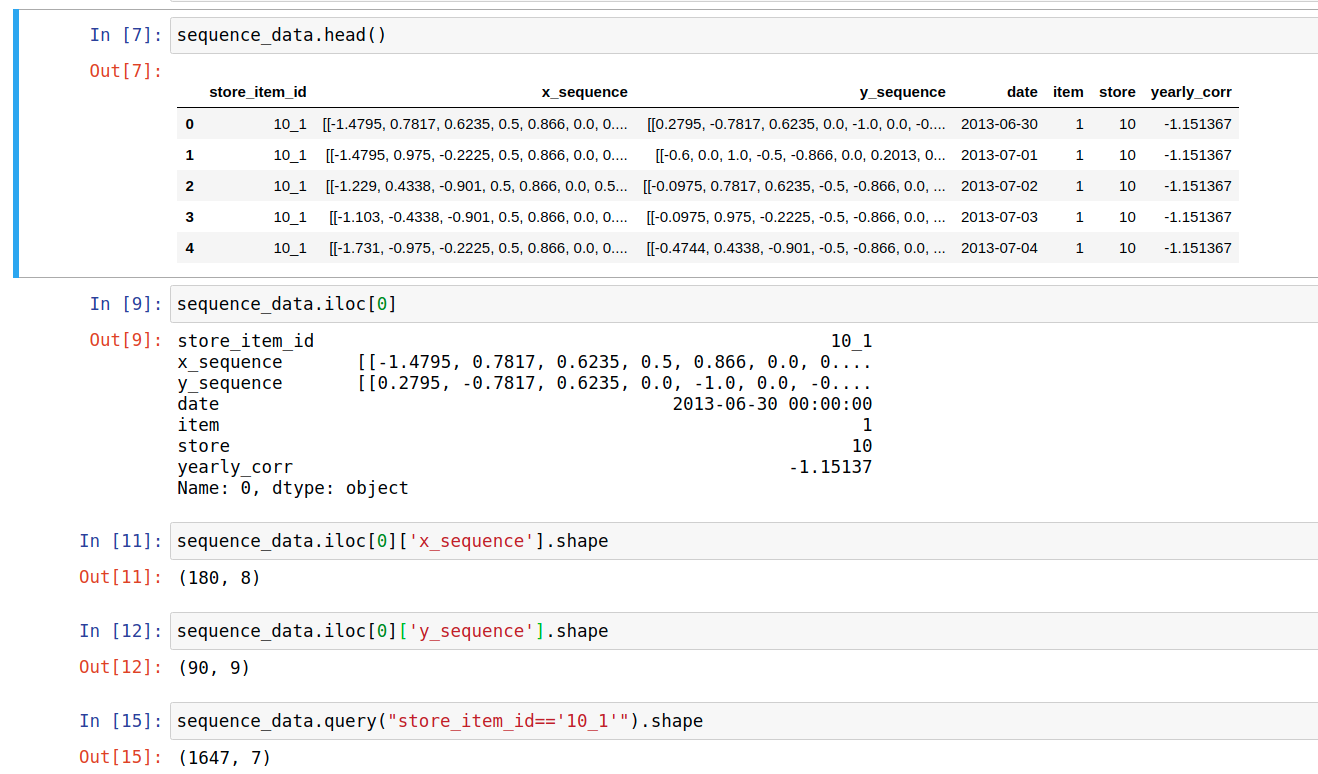 In [7]: sequence_data.head()
Out[7]:
store_item_id x_sequence y_sequence date item store yearly_corr
0 10_1 [[-1.4795, 0.7817, 0.6235, 0.5, 0.866, 0.0, 0.... [[0.2795, -0.7817, 0.6235, 0.0, -1.0, 0.0, -0.... 2013-06-30 1 10 -1.151367
1 10_1 [[-1.4795, 0.975, -0.2225, 0.5, 0.866, 0.0, 0.... [[-0.6, 0.0, 1.0, -0.5, -0.866, 0.0, 0.2013, 0... 2013-07-01 1 10 -1.151367
2 10_1 [[-1.229, 0.4338, -0.901, 0.5, 0.866, 0.0, 0.5... [[-0.0975, 0.7817, 0.6235, -0.5, -0.866, 0.0, ... 2013-07-02 1 10 -1.151367
3 10_1 [[-1.103, -0.4338, -0.901, 0.5, 0.866, 0.0, 0.... [[-0.0975, 0.975, -0.2225, -0.5, -0.866, 0.0, ... 2013-07-03 1 10 -1.151367
4 10_1 [[-1.731, -0.975, -0.2225, 0.5, 0.866, 0.0, 0.... [[-0.4744, 0.4338, -0.901, -0.5, -0.866, 0.0, ... 2013-07-04 1 10 -1.151367
In [9]: sequence_data.iloc[0]
Out[9]: store_item_id 10_1
x_sequence [[-1.4795, 0.7817, 0.6235, 0.5, 0.866, 0.0, 0....
y_sequence [[0.2795, -0.7817, 0.6235, 0.0, -1.0, 0.0, -0....
date 2013-06-30 00:00:00
item 1
store 10
yearly_corr -1.15137
Name: 0, dtype: object
In [11]: sequence_data.iloc[0]['x_sequence'].shape
Out[11]: (180, 8)
In [12]: sequence_data.iloc[0]['y_sequence'].shape
Out[12]: (90, 9)
In [15]: sequence_data.query("store_item_id=='10_1'").shape
Out[15]: (1647, 7)